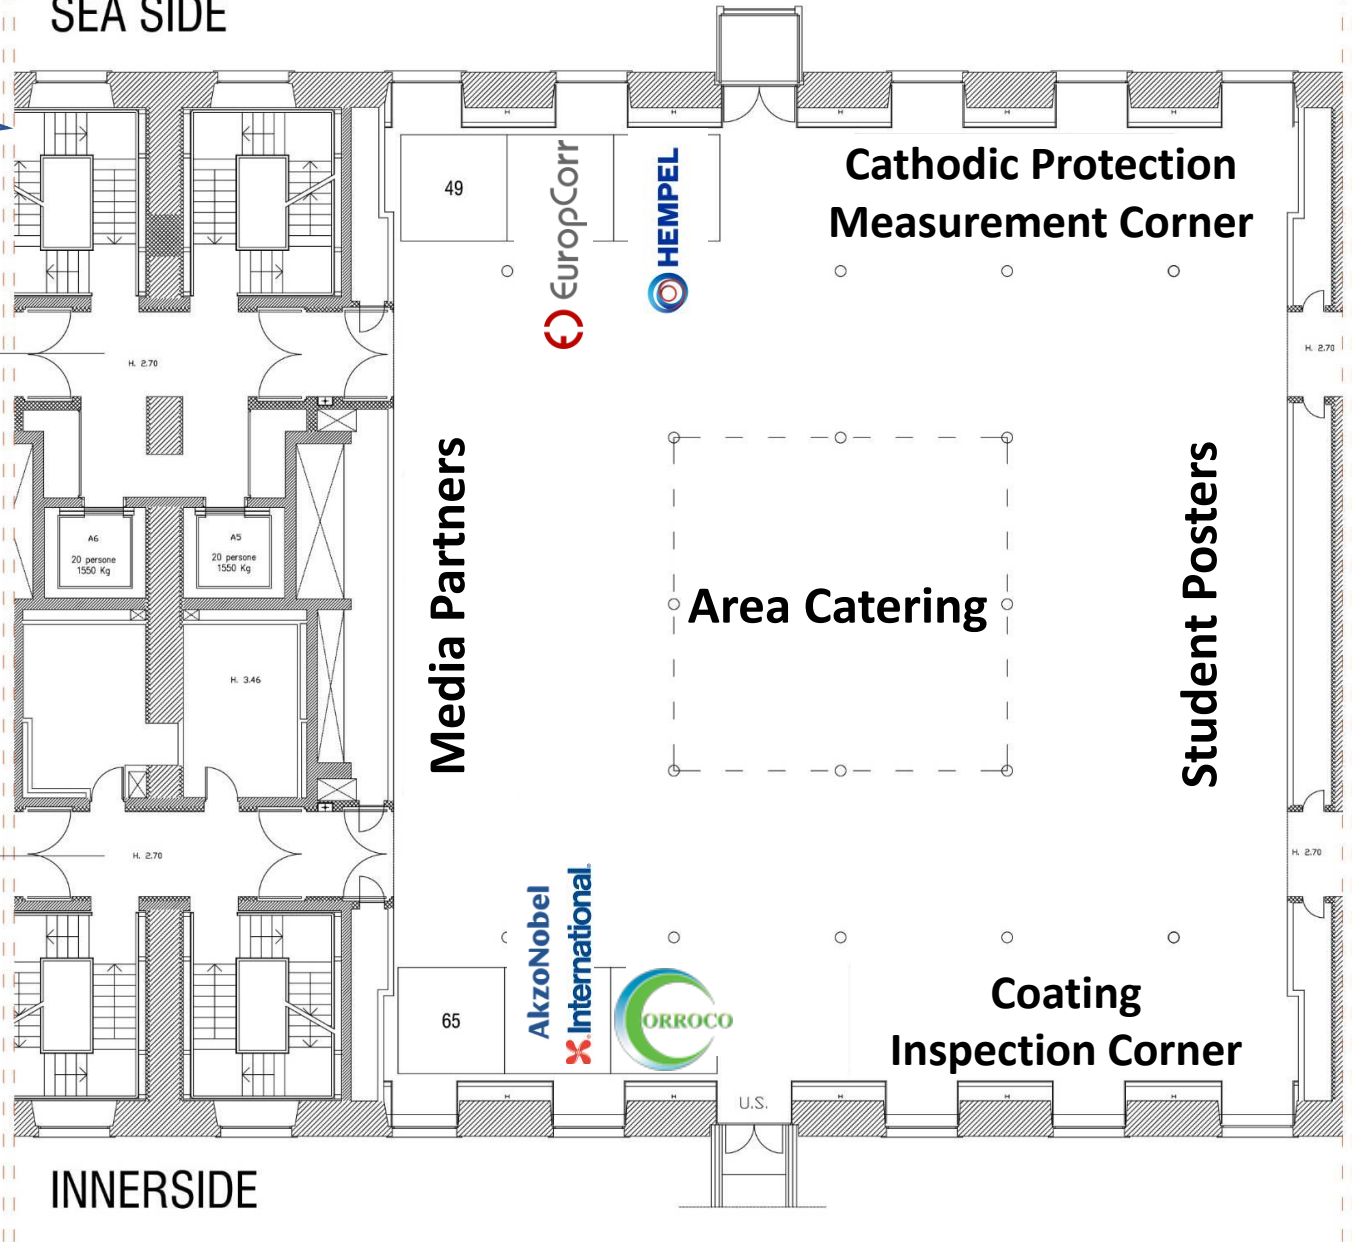 SEA SIDE
H
H
H
H
H
49
EuropCorr
HEMPEL
Cathodic Protection
Measurement Corner
H. 2.70
H. 2.70
Media Partners
Student Posters
A6
20 persone
1550 Kg
A5
20 persone
1550 Kg
Area Catering
H. 3.46
H. 2.70
H. 2.70
AkzoNobel
International
65
CORROCO
Coating
Inspection Corner
H
H
H
H
H
U.S.
INNERSIDE